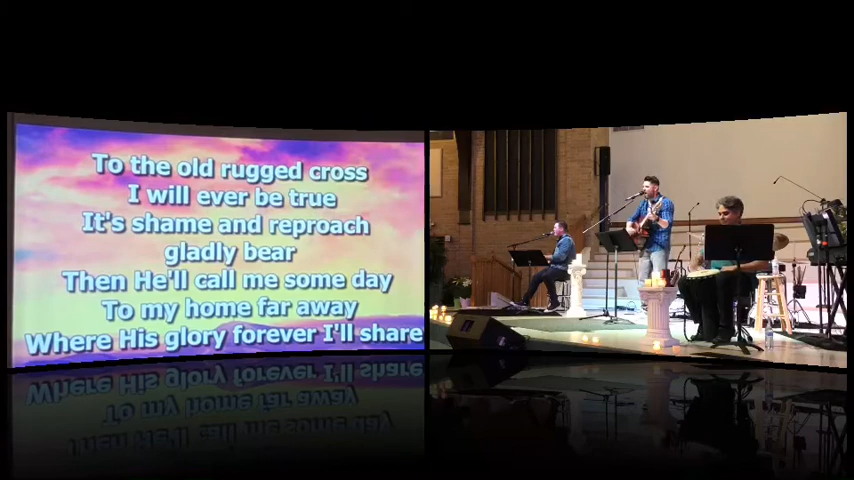 To the old rugged cross
I will ever be true
It's shame and reproach
gladly bear
Then He'll call me some day
To my home far away
Where His glory forever I'll share